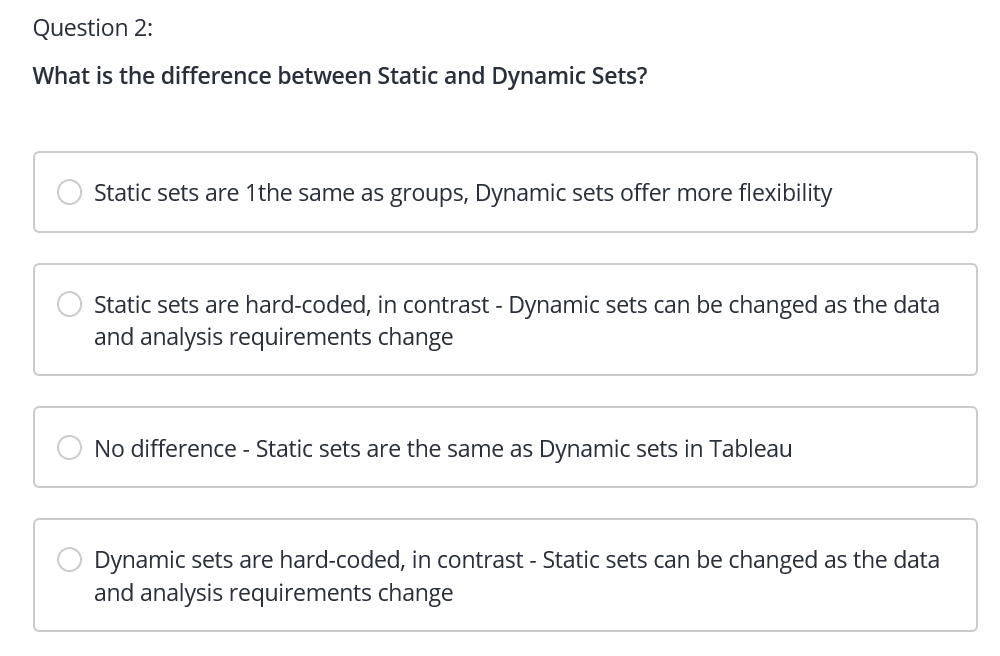 Question 2:
What is the difference between Static and Dynamic Sets?
Static sets are 1the same as groups, Dynamic sets offer more flexibility
Static sets are hard-coded, in contrast - Dynamic sets can be changed as the data
and analysis requirements change
No difference - Static sets are the same as Dynamic sets in Tableau
Dynamic sets are hard-coded, in contrast - Static sets can be changed as the data
and analysis requirements change